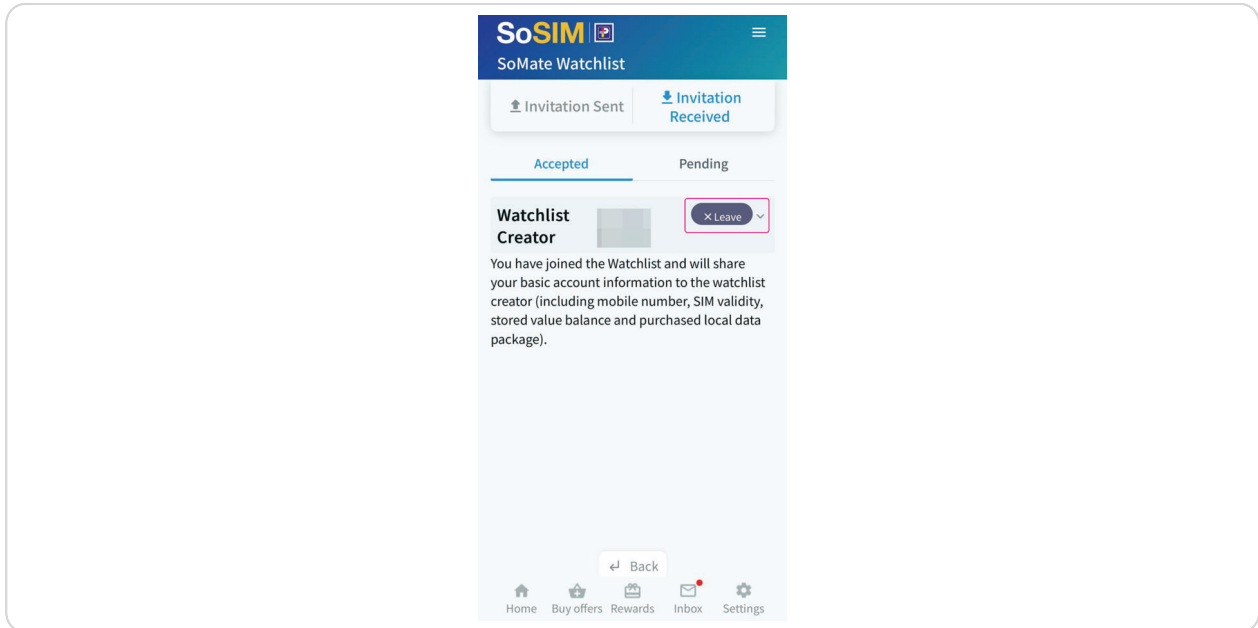 SoSIM P
SoMate Watchlist
Invitation Sent
Invitation
Received
Accepted
Pending
Watchlist
Creator
× Leave
You have joined the Watchlist and will share
your basic account information to the watchlist
creator (including mobile number, SIM validity,
stored value balance and purchased local data
package).
Back
Home Buy offers Rewards Inbox Settings